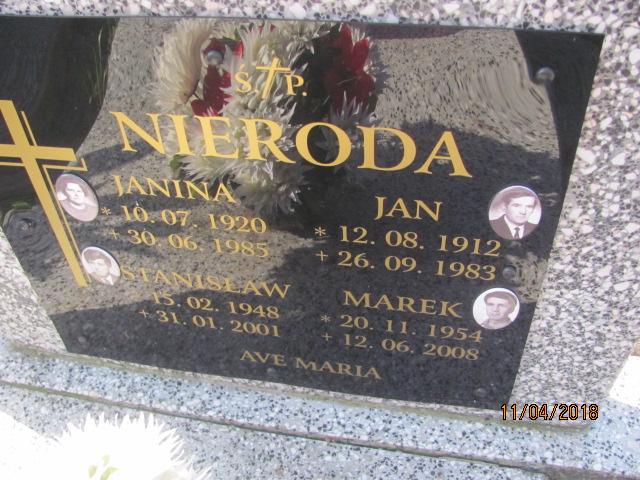 Ś.†P.
NIERODA
JANINA
* 10. 07. 1920
+ 30. 06. 1985
JAN
* 12. 08. 1912
+ 26. 09. 1983
STANISŁAW
15. 02. 1948
+ 31. 01. 2001
MAREK
* 20. 11. 1954
+ 12. 06. 2008
AVE MARIA
11/04/2018